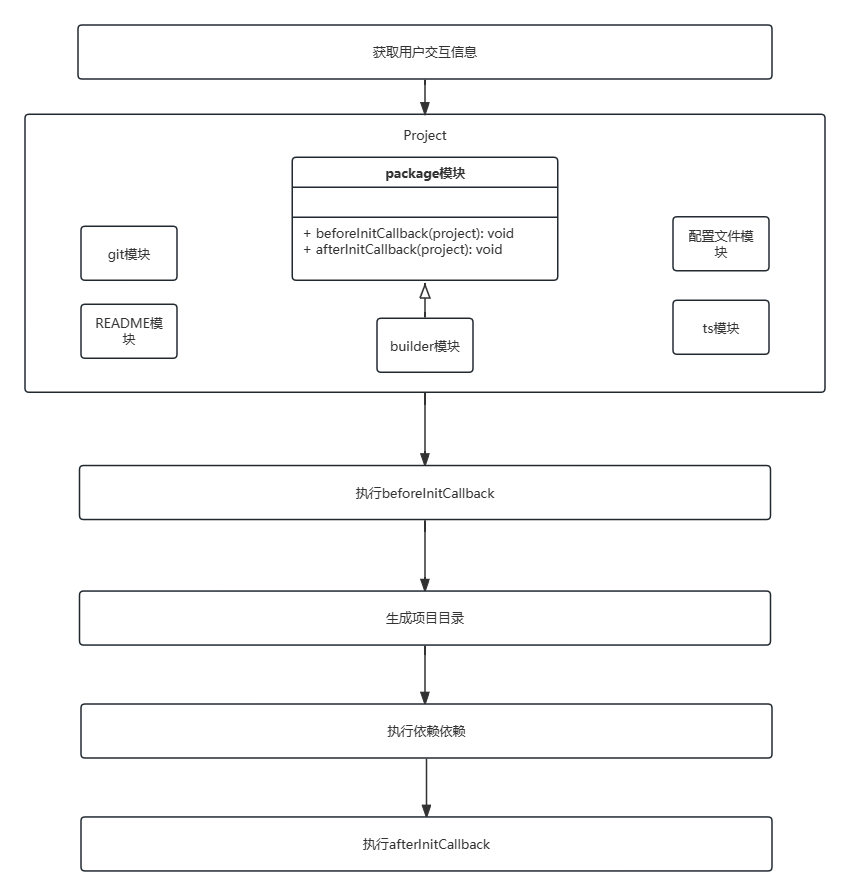 获取用户交互信息
Project
package模块
+ beforeInitCallback(project): void
+ afterInitCallback(project): void
git模块
README模
块
builder模块
配置文件模
块
ts模块
执行beforeInitCallback
生成项目目录
执行依赖依赖
执行afterInitCallback